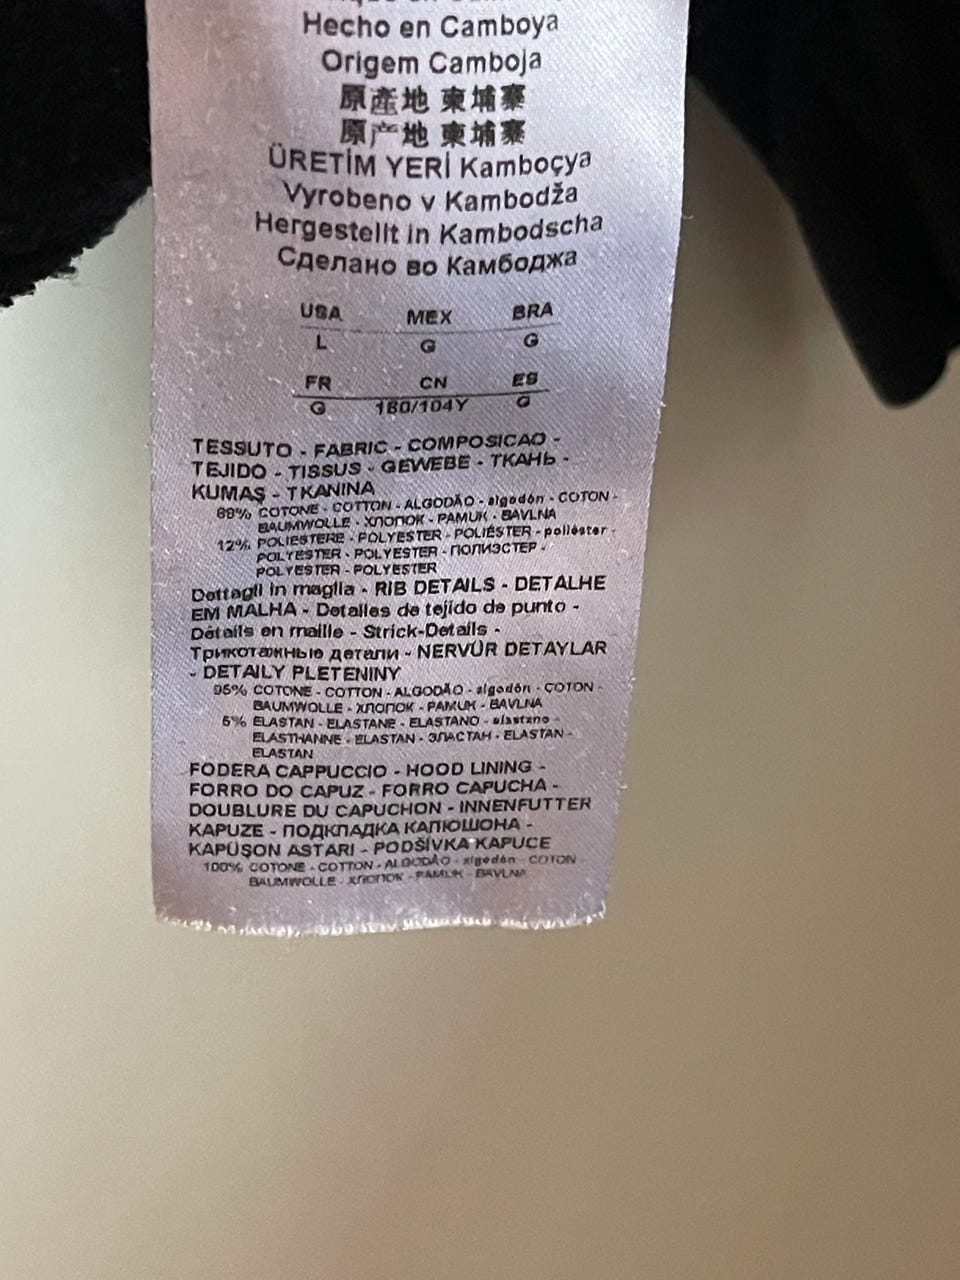 Hecho en Camboya
Origem Camboja
原產地 柬埔寨
原产地 柬埔寨
ÜRETİM YERİ Kamboçya
Vyrobeno v Kambodža
Hergestellt in Kambodscha
Сделано во Камбоджа
USA MEX BRA
L G G
FR CN ES
G 180/104Y G
TESSUTO - FABRIC - COMPOSICAO -
TEJIDO - TISSUS - GEWEBE - ТКАНЬ -
KUMAŞ - TKANINA
88% COTONE - COTTON - ALGODÃO - algodón - COTON -
BAUMWOLLE - ХЛОПОК - PAMUK - BAVLNA
12% POLIESTERE - POLYESTER - POLIÉSTER - poliéster -
POLYESTER - POLYESTER - ПОЛИЭСТЕР -
POLYESTER - POLYESTER
Dettagli in maglia - RIB DETAILS - DETALHE
EM MALHA - Detalles de tejido de punto -
Détails en maille - Strick-Details -
Трикотажные детали - NERVÜR DETAYLAR
- DETAILY PLETENINY
95% COTONE - COTTON - ALGODÃO - algodón - COTON -
BAUMWOLLE - ХЛОПОК - PAMUK - BAVLNA
5% ELASTAN - ELASTANE - ELASTANO - elastano -
ELASTHANNE - ELASTAN - ЭЛАСТАН - ELASTAN -
ELASTAN
FODERA CAPPUCCIO - HOOD LINING -
FORRO DO CAPUZ - FORRO CAPUCHA -
DOUBLURE DU CAPUCHON - INNENFUTTER
KAPUZE - ПОДКЛАДКА КАПЮШОНА -
KAPÜŞON ASTARI - PODŠÍVKA KAPUCE
100% COTONE - COTTON - ALGODÃO - algodón - COTON
BAUMWOLLE - ХЛОПОК - PAMUK - BAVLNA